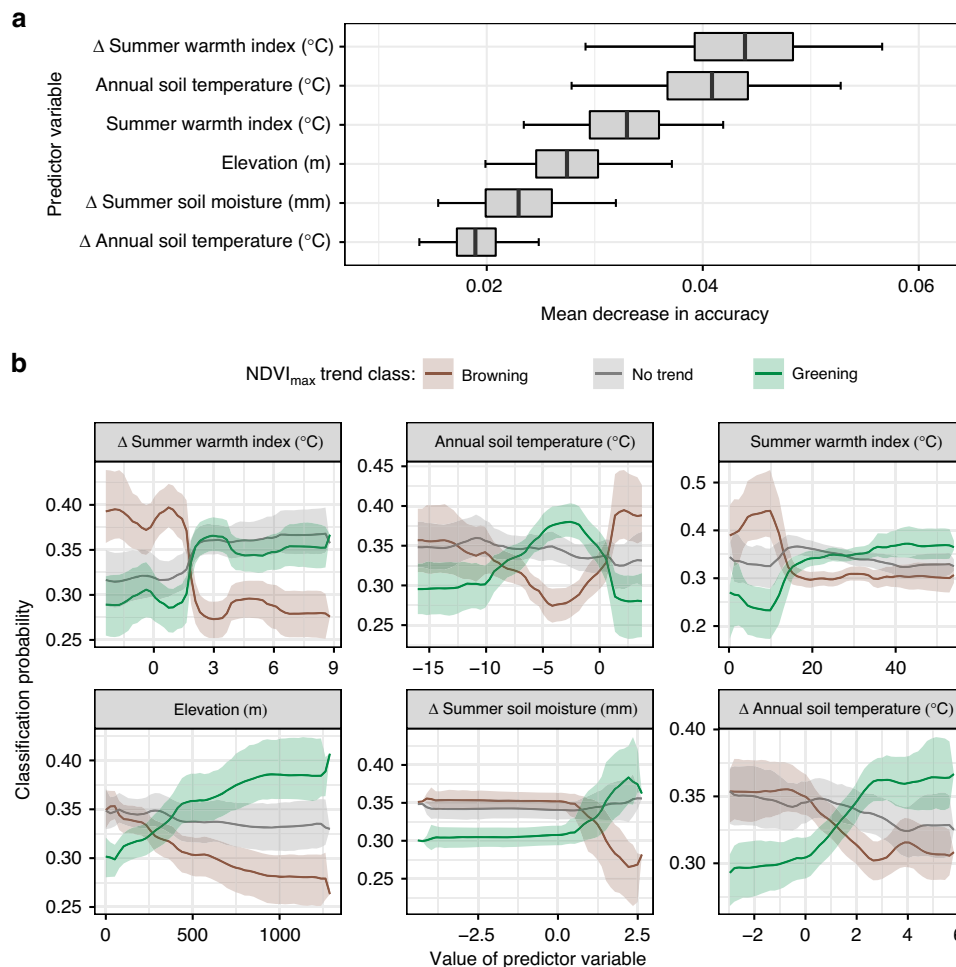 a
Predictor variable
Δ Summer warmth index (°C)
Annual soil temperature (°C)
Summer warmth index (°C)
Elevation (m)
Δ Summer soil moisture (mm)
Δ Annual soil temperature (°C)
0.02 0.04 0.06
Mean decrease in accuracy
b
NDVImax trend class: Browning No trend Greening
Classification probability
Δ Summer warmth index (°C)
0.40
0.35
0.30
0.25
0 3 6 9
Annual soil temperature (°C)
0.45
0.40
0.35
0.30
0.25
−15 −10 −5 0
Summer warmth index (°C)
0.5
0.4
0.3
0.2
0 20 40
Elevation (m)
0.40
0.35
0.30
0.25
0 500 1000
Δ Summer soil moisture (mm)
0.40
0.35
0.30
0.25
−2.5 0.0 2.5
Δ Annual soil temperature (°C)
0.40
0.35
0.30
−2 0 2 4 6
Value of predictor variable